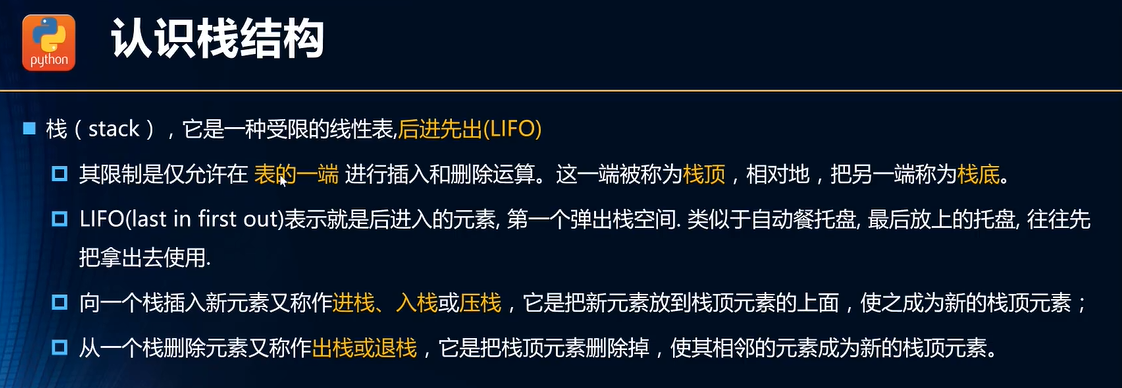 python
认识栈结构
栈（stack），它是一种受限的线性表,后进先出(LIFO)
其限制是仅允许在 表的一端 进行插入和删除运算。这一端被称为栈顶，相对地，把另一端称为栈底。
LIFO(last in first out)表示就是后进入的元素, 第一个弹出栈空间. 类似于自动餐托盘, 最后放上的托盘, 往往先
把拿出去使用.
向一个栈插入新元素又称作进栈、入栈或压栈，它是把新元素放到栈顶元素的上面，使之成为新的栈顶元素；
从一个栈删除元素又称作出栈或退栈，它是把栈顶元素删除掉，使其相邻的元素成为新的栈顶元素。